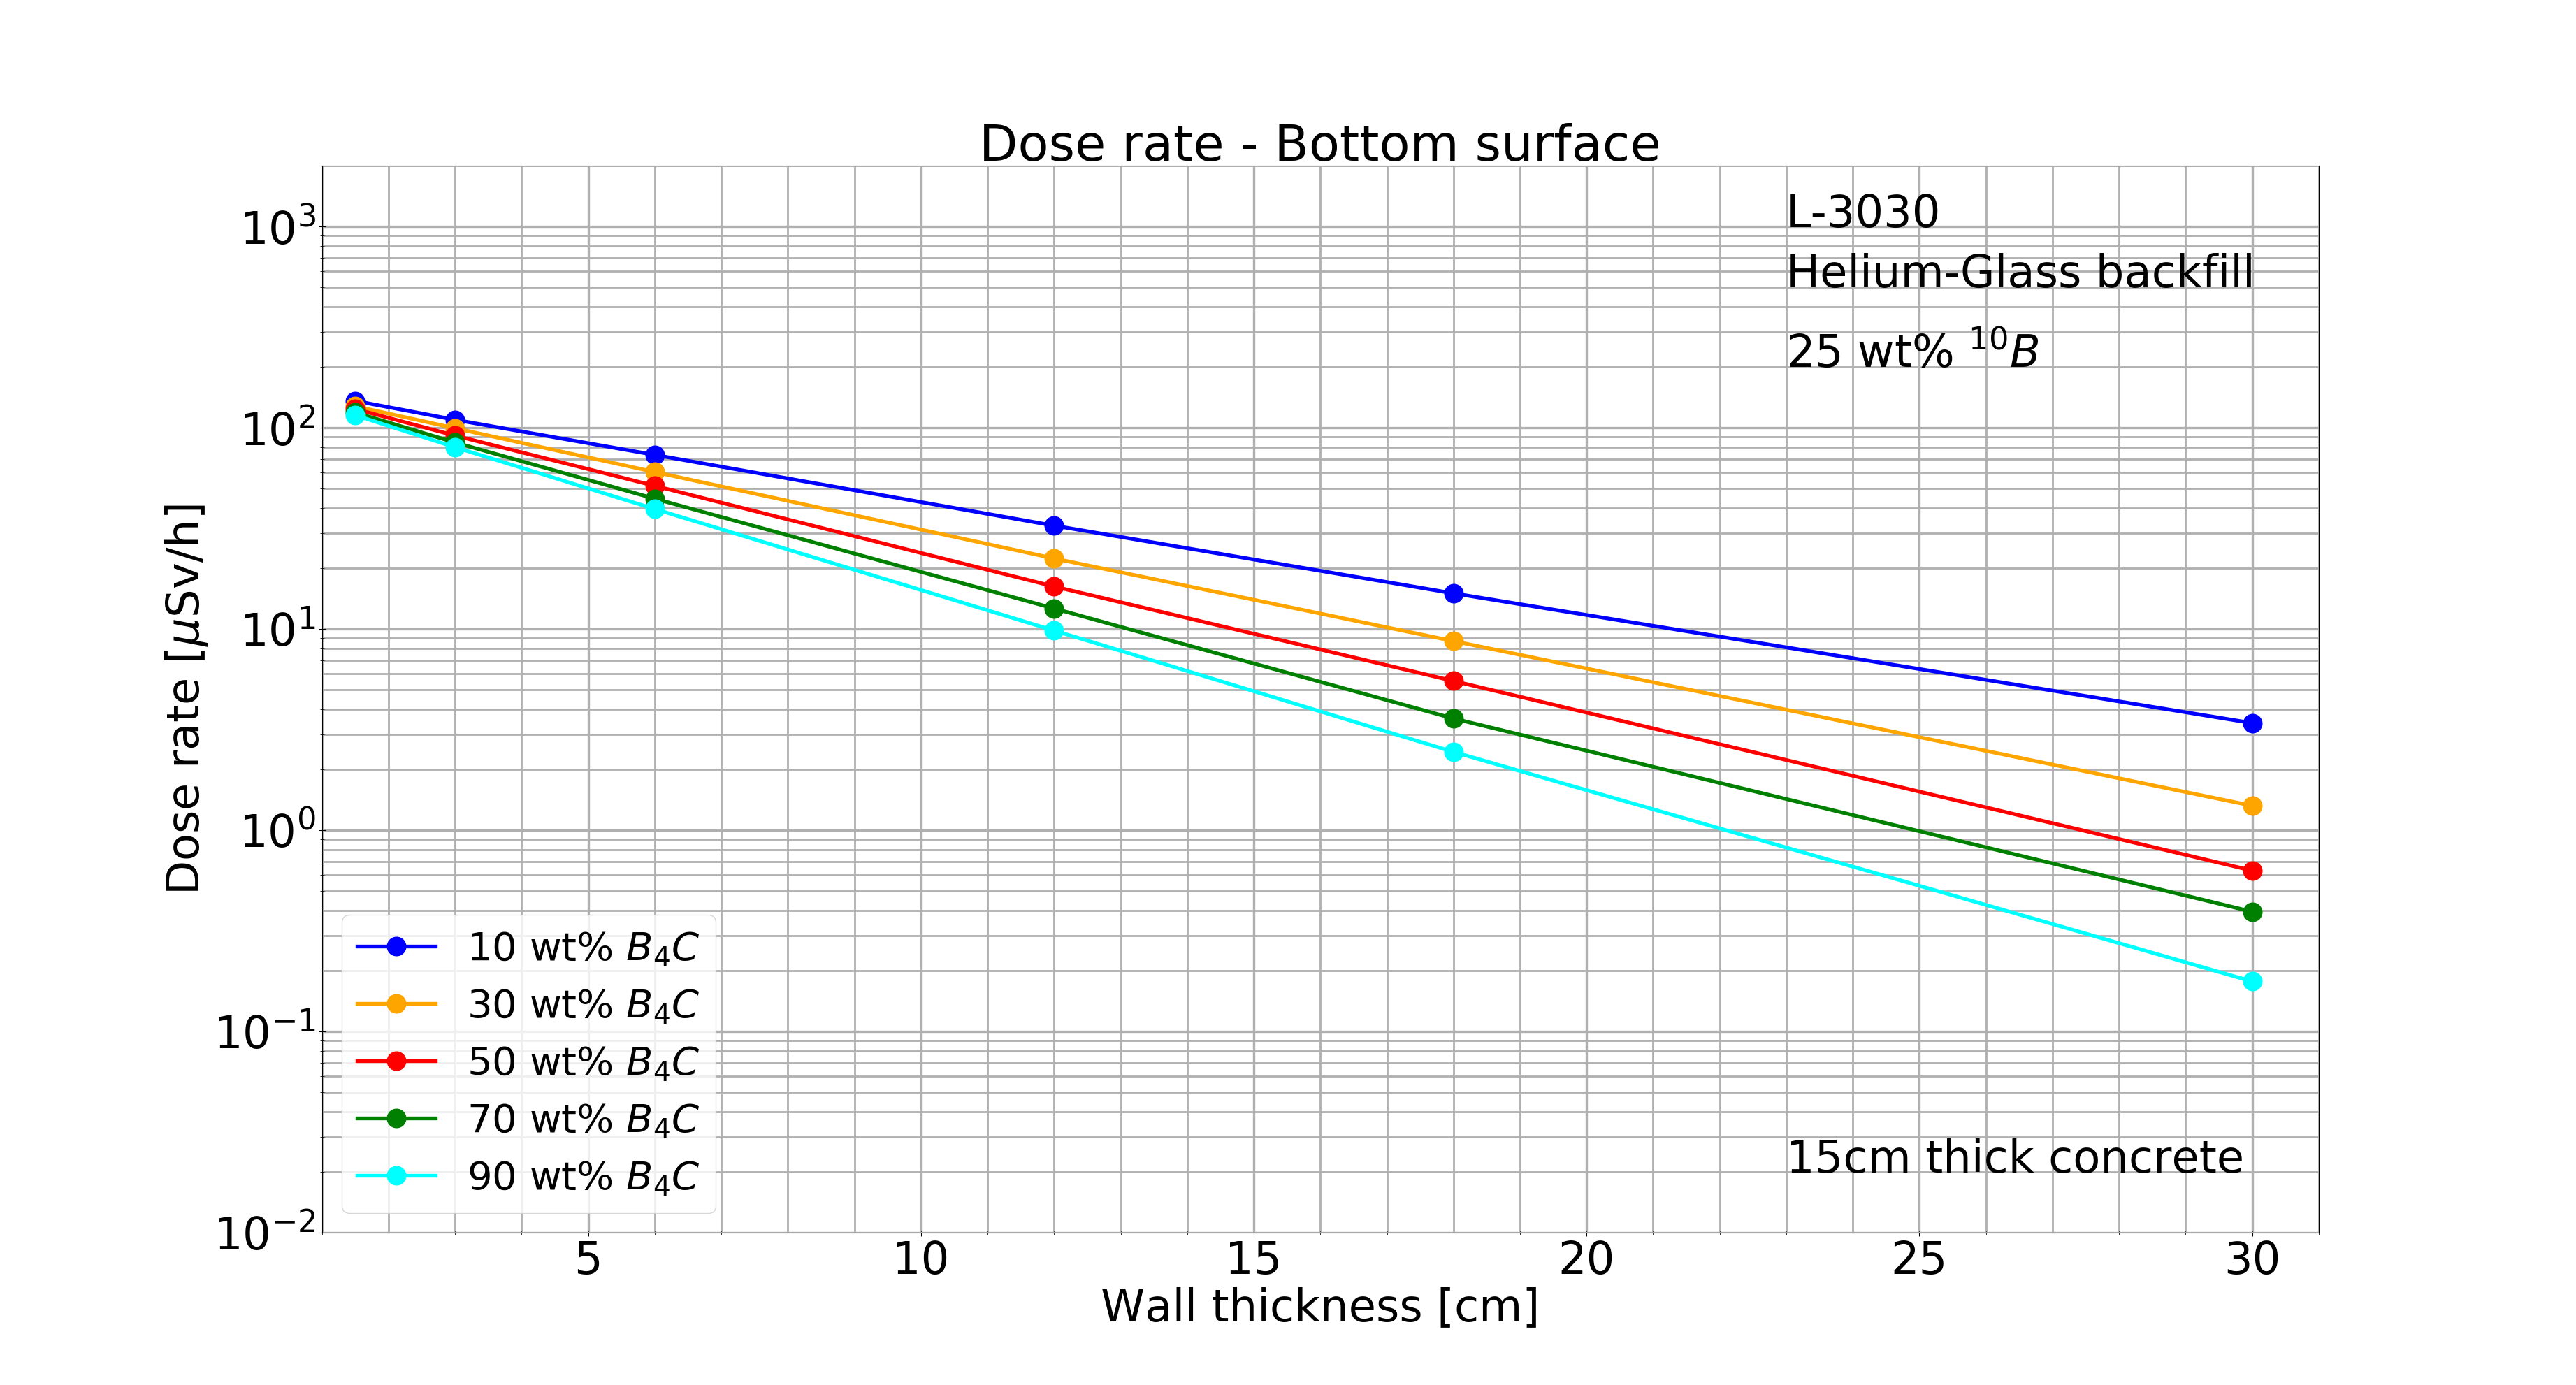 Dose rate - Bottom surface
L-3030
Helium-Glass backfill
25 wt% ¹⁰B
10³
10²
10¹
10⁰
10⁻¹
10⁻²
Dose rate [μSv/h]
10 wt% B₄C
30 wt% B₄C
50 wt% B₄C
70 wt% B₄C
90 wt% B₄C
15cm thick concrete
5 10 15 20 25 30
Wall thickness [cm]